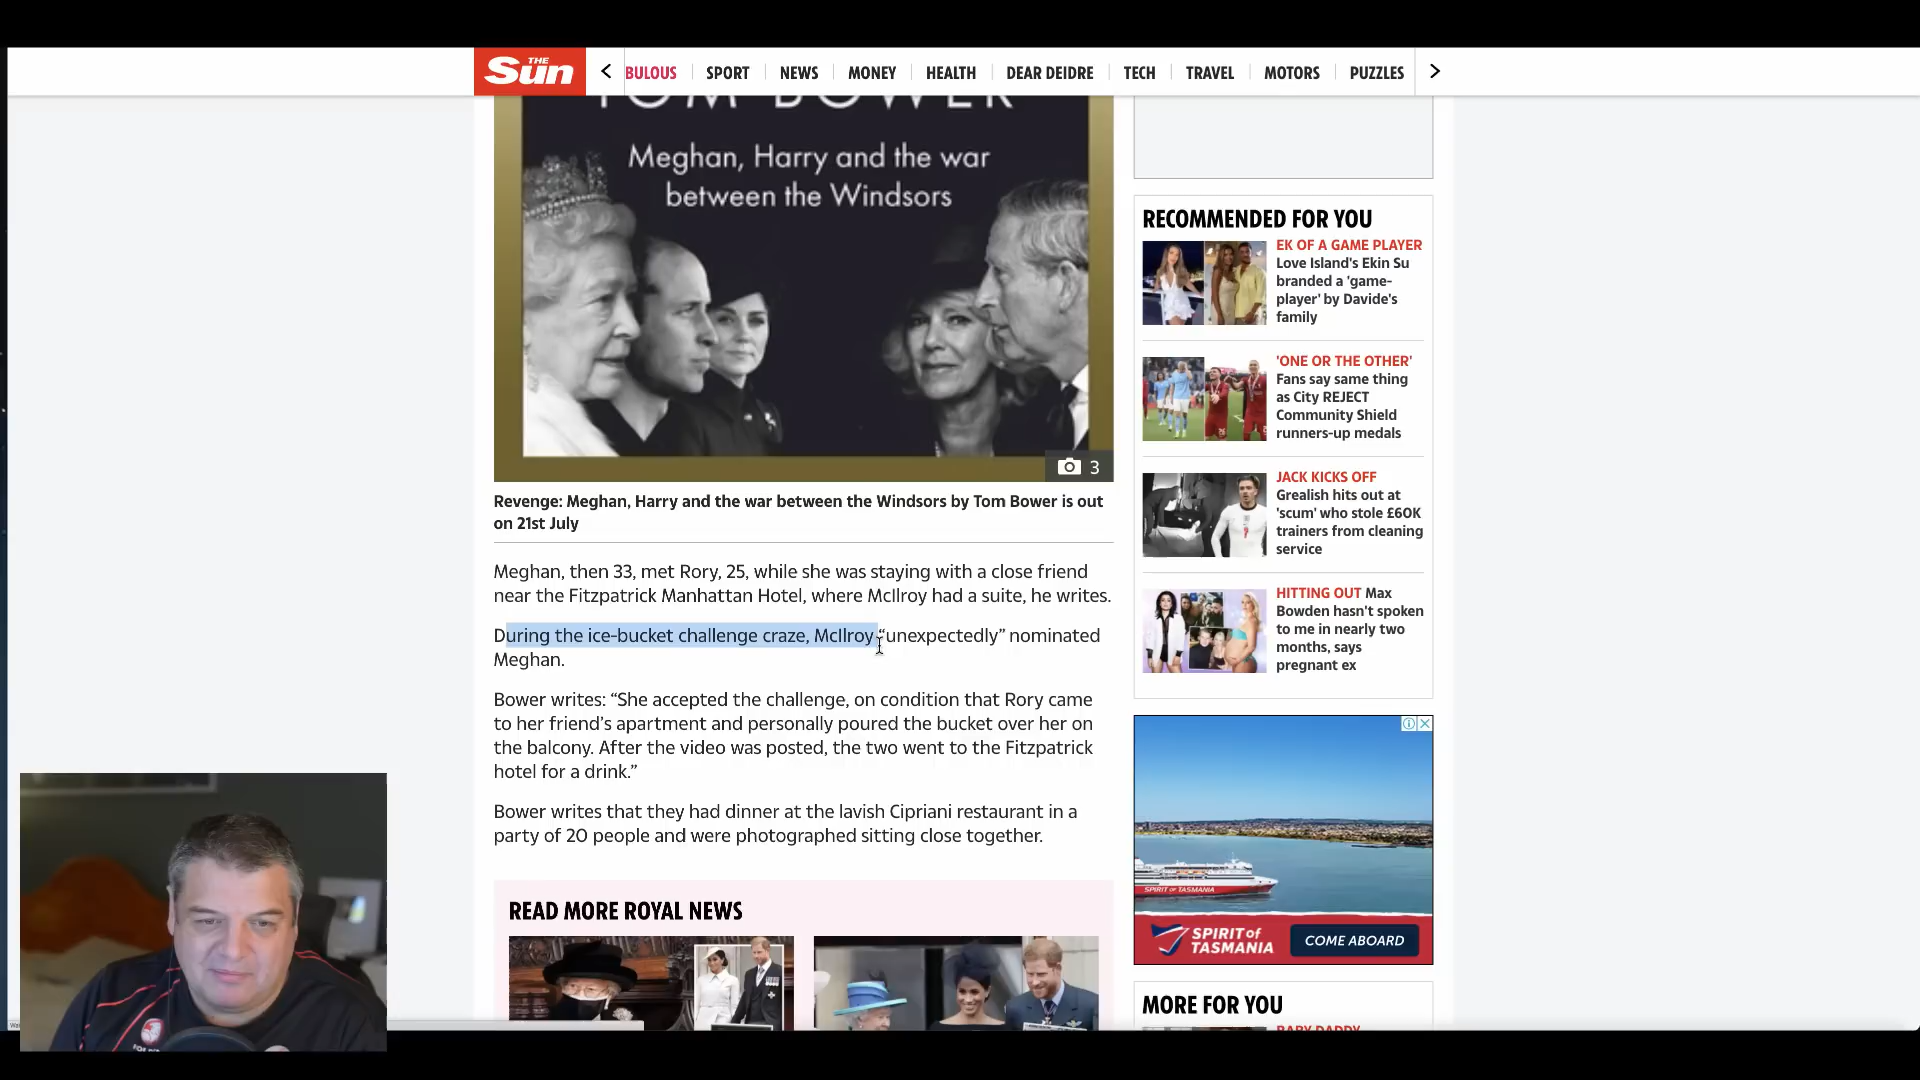 THE Sun
BULOUS SPORT NEWS MONEY HEALTH DEAR DEIDRE TECH TRAVEL MOTORS PUZZLES
TOM BOWER
Meghan, Harry and the war
between the Windsors
3
Revenge: Meghan, Harry and the war between the Windsors by Tom Bower is out
on 21st July
Meghan, then 33, met Rory, 25, while she was staying with a close friend
near the Fitzpatrick Manhattan Hotel, where McIlroy had a suite, he writes.
During the ice-bucket challenge craze, McIlroy “unexpectedly” nominated
Meghan.
Bower writes: “She accepted the challenge, on condition that Rory came
to her friend’s apartment and personally poured the bucket over her on
the balcony. After the video was posted, the two went to the Fitzpatrick
hotel for a drink.”
Bower writes that they had dinner at the lavish Cipriani restaurant in a
party of 20 people and were photographed sitting close together.
READ MORE ROYAL NEWS
RECOMMENDED FOR YOU
EK OF A GAME PLAYER
Love Island's Ekin Su
branded a 'game-
player' by Davide's
family
'ONE OR THE OTHER'
Fans say same thing
as City REJECT
Community Shield
runners-up medals
JACK KICKS OFF
Grealish hits out at
'scum' who stole £60K
trainers from cleaning
service
HITTING OUT Max
Bowden hasn't spoken
to me in nearly two
months, says
pregnant ex
SPIRIT OF TASMANIA
SPIRIT of
TASMANIA
COME ABOARD
MORE FOR YOU
BABY DADDY